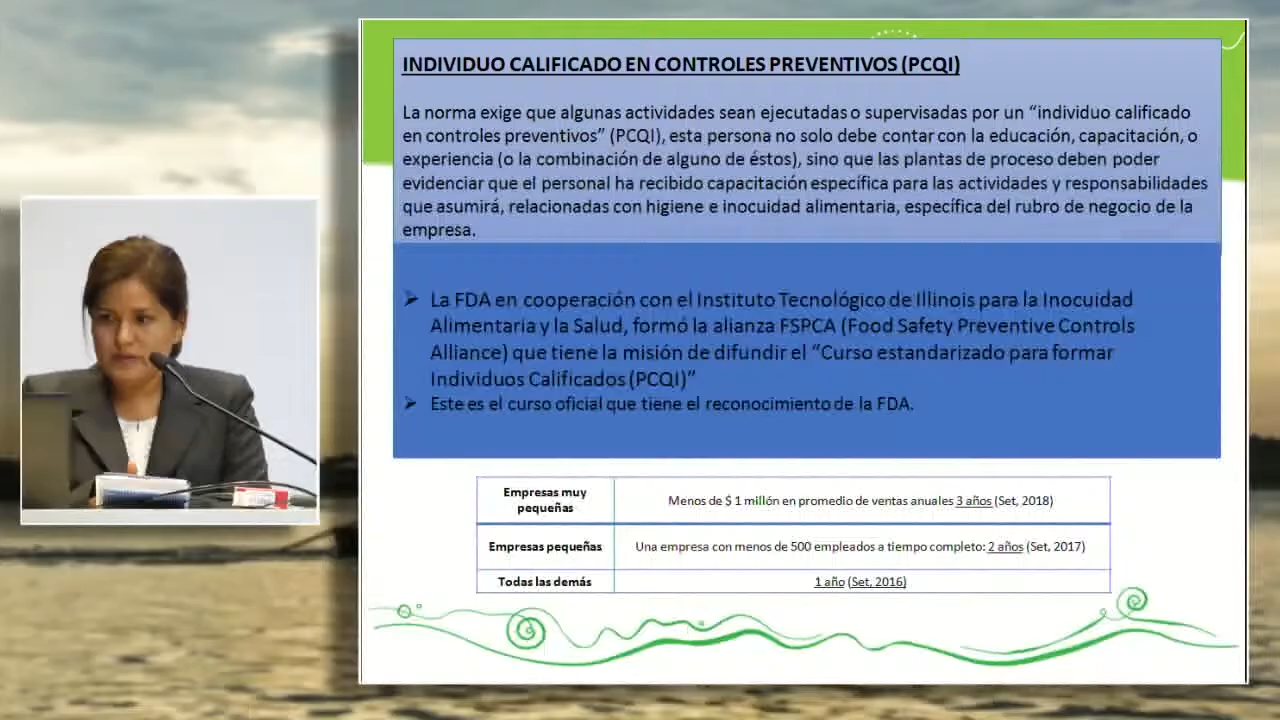 INDIVIDUO CALIFICADO EN CONTROLES PREVENTIVOS (PCQI)
La norma exige que algunas actividades sean ejecutadas o supervisadas por un “individuo calificado
en controles preventivos” (PCQI), esta persona no solo debe contar con la educación, capacitación, o
experiencia (o la combinación de alguno de éstos), sino que las plantas de proceso deben poder
evidenciar que el personal ha recibido capacitación específica para las actividades y responsabilidades
que asumirá, relacionadas con higiene e inocuidad alimentaria, específica del rubro de negocio de la
empresa.
➢ La FDA en cooperación con el Instituto Tecnológico de Illinois para la Inocuidad
Alimentaria y la Salud, formó la alianza FSPCA (Food Safety Preventive Controls
Alliance) que tiene la misión de difundir el “Curso estandarizado para formar
Individuos Calificados (PCQI)”
➢ Este es el curso oficial que tiene el reconocimiento de la FDA.
Empresas muy
pequeñas
Menos de $ 1 millón en promedio de ventas anuales 3 años (Set, 2018)
Empresas pequeñas
Una empresa con menos de 500 empleados a tiempo completo: 2 años (Set, 2017)
Todas las demás
1 año (Set, 2016)